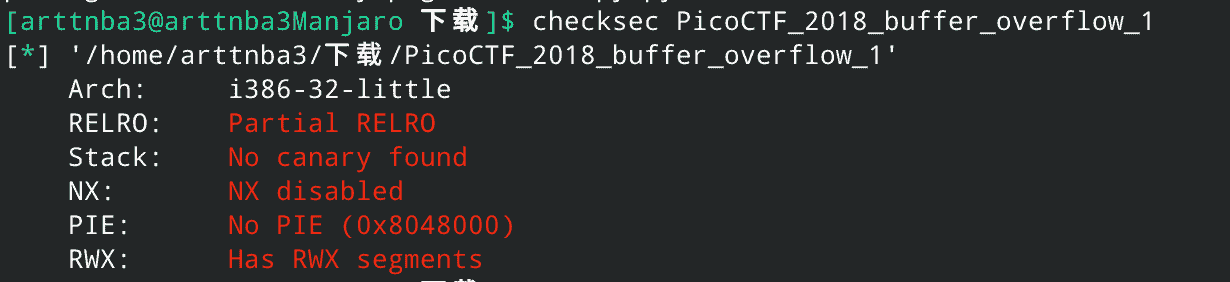 [arttnba3@arttnba3Manjaro 下载]$ checksec PicoCTF_2018_buffer_overflow_1
[*] '/home/arttnba3/下载/PicoCTF_2018_buffer_overflow_1'
Arch: i386-32-little
RELRO: Partial RELRO
Stack: No canary found
NX: NX disabled
PIE: No PIE (0x8048000)
RWX: Has RWX segments